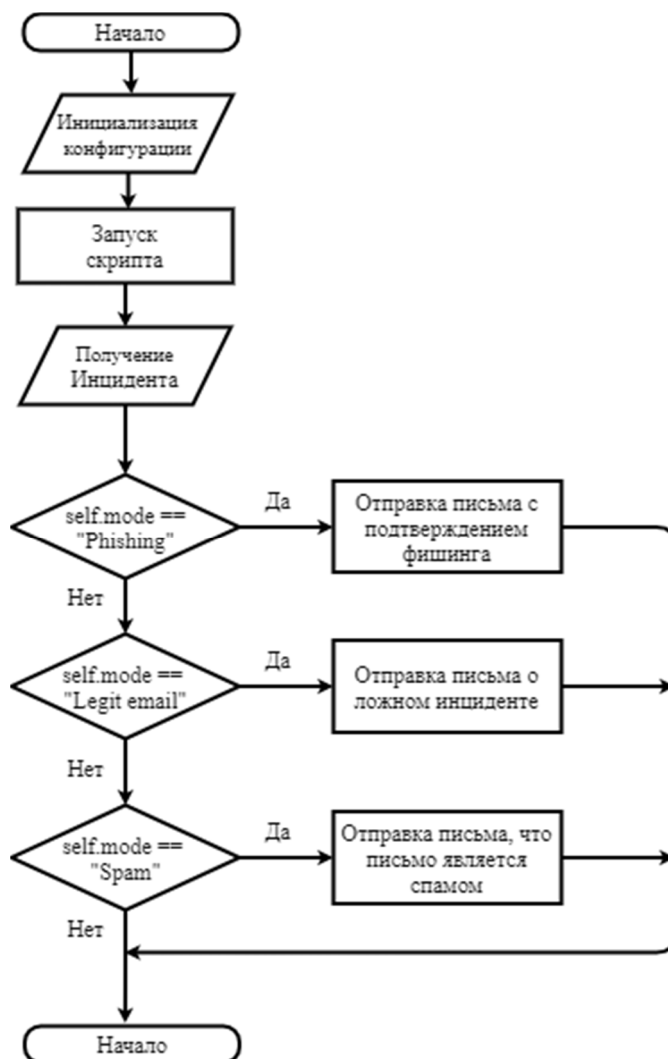 Начало
Инициализация
конфигурации
Запуск
скрипта
Получение
Инцидента
self.mode ==
"Phishing"
Да
Отправка письма с
подтверждением
фишинга
Нет
self.mode ==
"Legit email"
Да
Отправка письма о
ложном инциденте
Нет
self.mode ==
"Spam"
Да
Отправка письма, что
письмо является
спамом
Нет
Начало